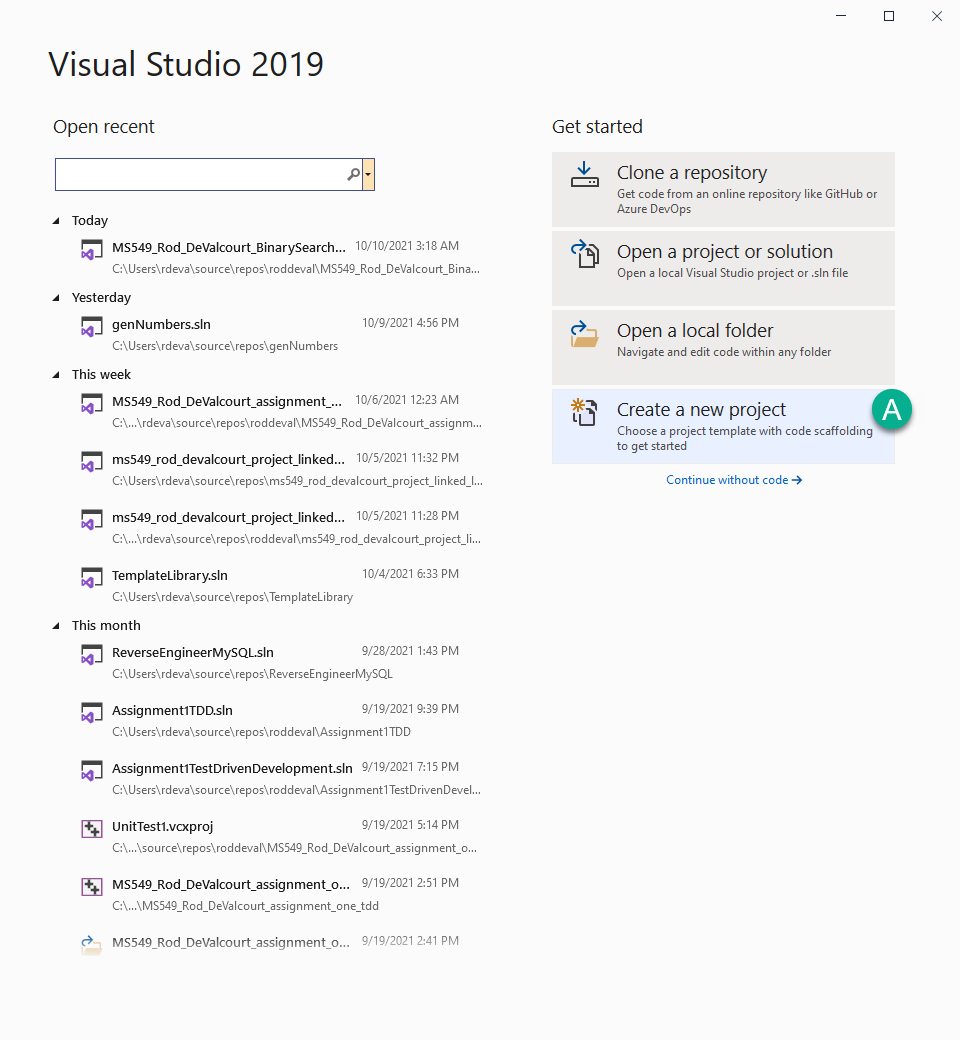 Visual Studio 2019
Open recent
Today
MS549_Rod_DeValcourt_BinarySearch... 10/10/2021 3:18 AM
C:\Users\rdeva\source\repos\roddeval\MS549_Rod_DeValcourt_Bina...
Yesterday
genNumbers.sln 10/9/2021 4:56 PM
C:\Users\rdeva\source\repos\genNumbers
This week
MS549_Rod_DeValcourt_assignment_... 10/6/2021 12:23 AM
C:\...\rdeva\source\repos\roddeval\MS549_Rod_DeValcourt_assignm...
ms549_rod_devalcourt_project_linked... 10/5/2021 11:32 PM
C:\Users\rdeva\source\repos\ms549_rod_devalcourt_project_linked_l...
ms549_rod_devalcourt_project_linked... 10/5/2021 11:28 PM
C:\...\rdeva\source\repos\roddeval\ms549_rod_devalcourt_project_li...
TemplateLibrary.sln 10/4/2021 6:33 PM
C:\Users\rdeva\source\repos\TemplateLibrary
This month
ReverseEngineerMySQL.sln 9/28/2021 1:43 PM
C:\Users\rdeva\source\repos\ReverseEngineerMySQL
Assignment1TDD.sln 9/19/2021 9:39 PM
C:\Users\rdeva\source\repos\roddeval\Assignment1TDD
Assignment1TestDrivenDevelopment.sln 9/19/2021 7:15 PM
C:\Users\rdeva\source\repos\roddeval\Assignment1TestDrivenDevel...
UnitTest1.vcxproj 9/19/2021 5:14 PM
C:\...\source\repos\roddeval\MS549_Rod_DeValcourt_assignment_o...
MS549_Rod_DeValcourt_assignment_o... 9/19/2021 2:51 PM
C:\...\MS549_Rod_DeValcourt_assignment_one_tdd
MS549_Rod_DeValcourt_assignment_o... 9/19/2021 2:41 PM
Get started
Clone a repository
Get code from an online repository like GitHub or
Azure DevOps
Open a project or solution
Open a local Visual Studio project or .sln file
Open a local folder
Navigate and edit code within any folder
Create a new project
A
Choose a project template with code scaffolding
to get started
Continue without code